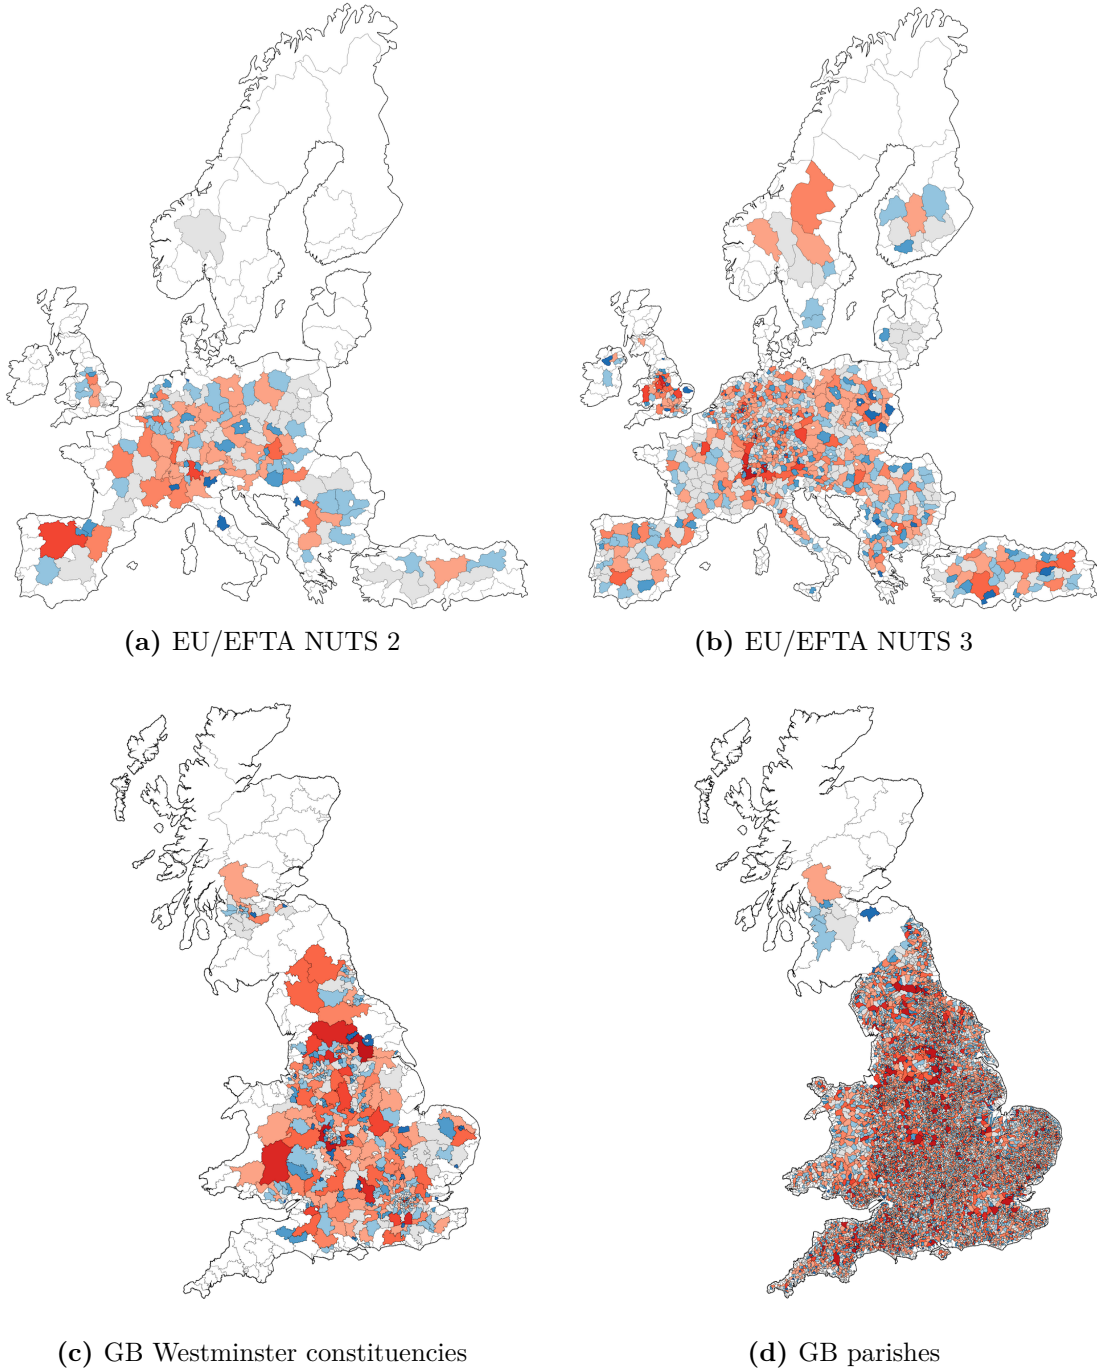 (a) EU/EFTA NUTS 2
(b) EU/EFTA NUTS 3
(c) GB Westminster constituencies
(d) GB parishes